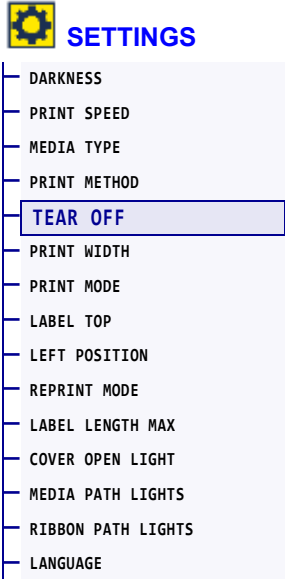 SETTINGS
DARKNESS
PRINT SPEED
MEDIA TYPE
PRINT METHOD
TEAR OFF
PRINT WIDTH
PRINT MODE
LABEL TOP
LEFT POSITION
REPRINT MODE
LABEL LENGTH MAX
COVER OPEN LIGHT
MEDIA PATH LIGHTS
RIBBON PATH LIGHTS
LANGUAGE